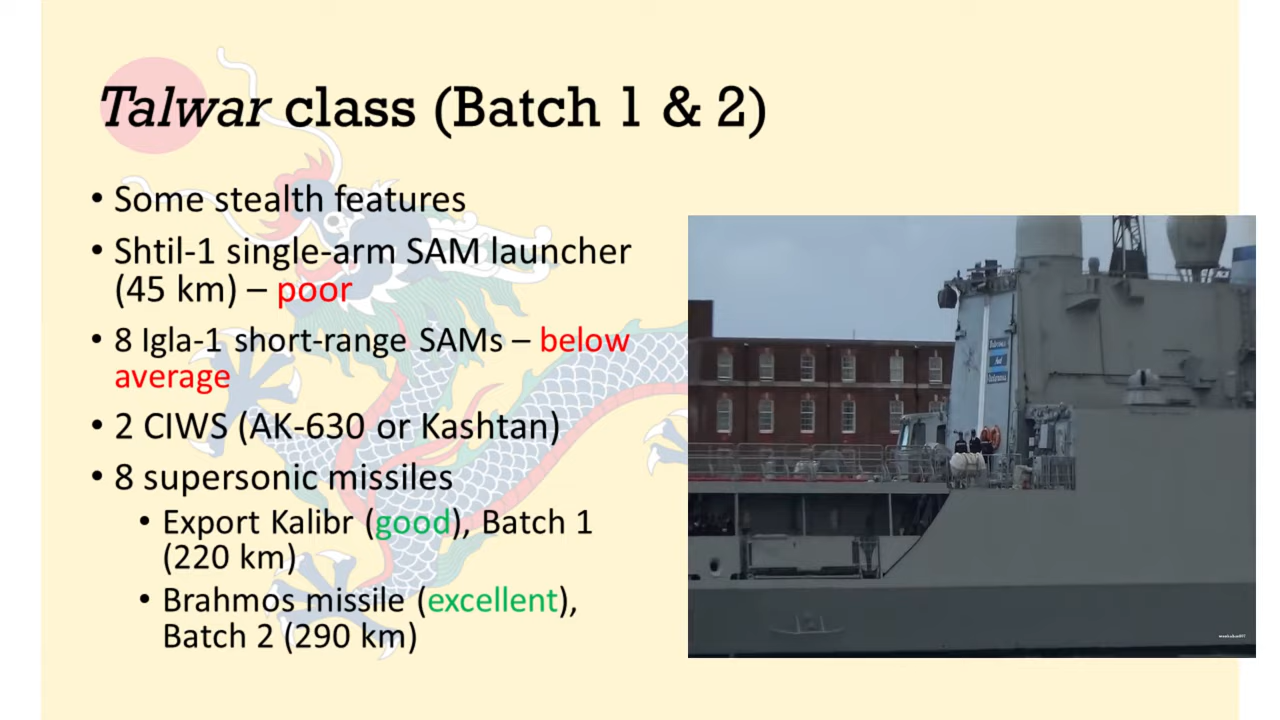 Talwar class (Batch 1 & 2)
• Some stealth features
• Shtil-1 single-arm SAM launcher
(45 km) – poor
• 8 Igla-1 short-range SAMs – below
average
• 2 CIWS (AK-630 or Kashtan)
• 8 supersonic missiles
• Export Kalibr (good), Batch 1
(220 km)
• Brahmos missile (excellent),
Batch 2 (290 km)